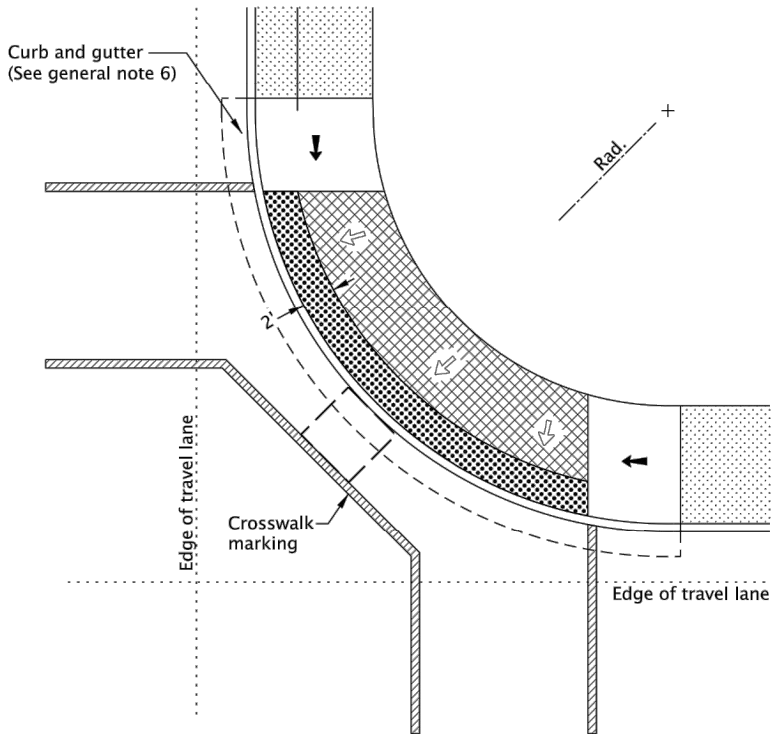 Curb and gutter
(See general note 6)
Rad.
2'
Edge of travel lane
Crosswalk
marking
Edge of travel lane